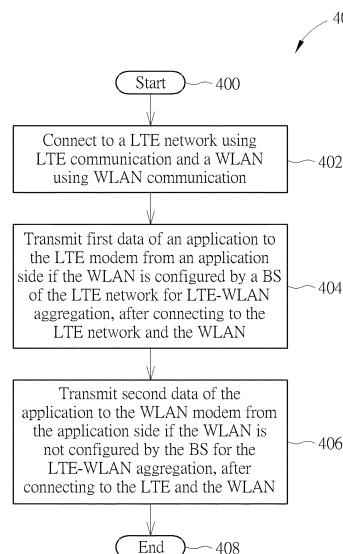 Start
400
Connect to a LTE network using
LTE communication and a WLAN
using WLAN communication
402
Transmit first data of an application to
the LTE modem from an application
side if the WLAN is configured by a BS
of the LTE network for LTE-WLAN
aggregation, after connecting to the
LTE network and the WLAN
404
Transmit second data of the
application to the WLAN modem from
the application side if the WLAN is
not configured by the BS for the
LTE-WLAN aggregation, after
connecting to the LTE and the WLAN
406
End
408